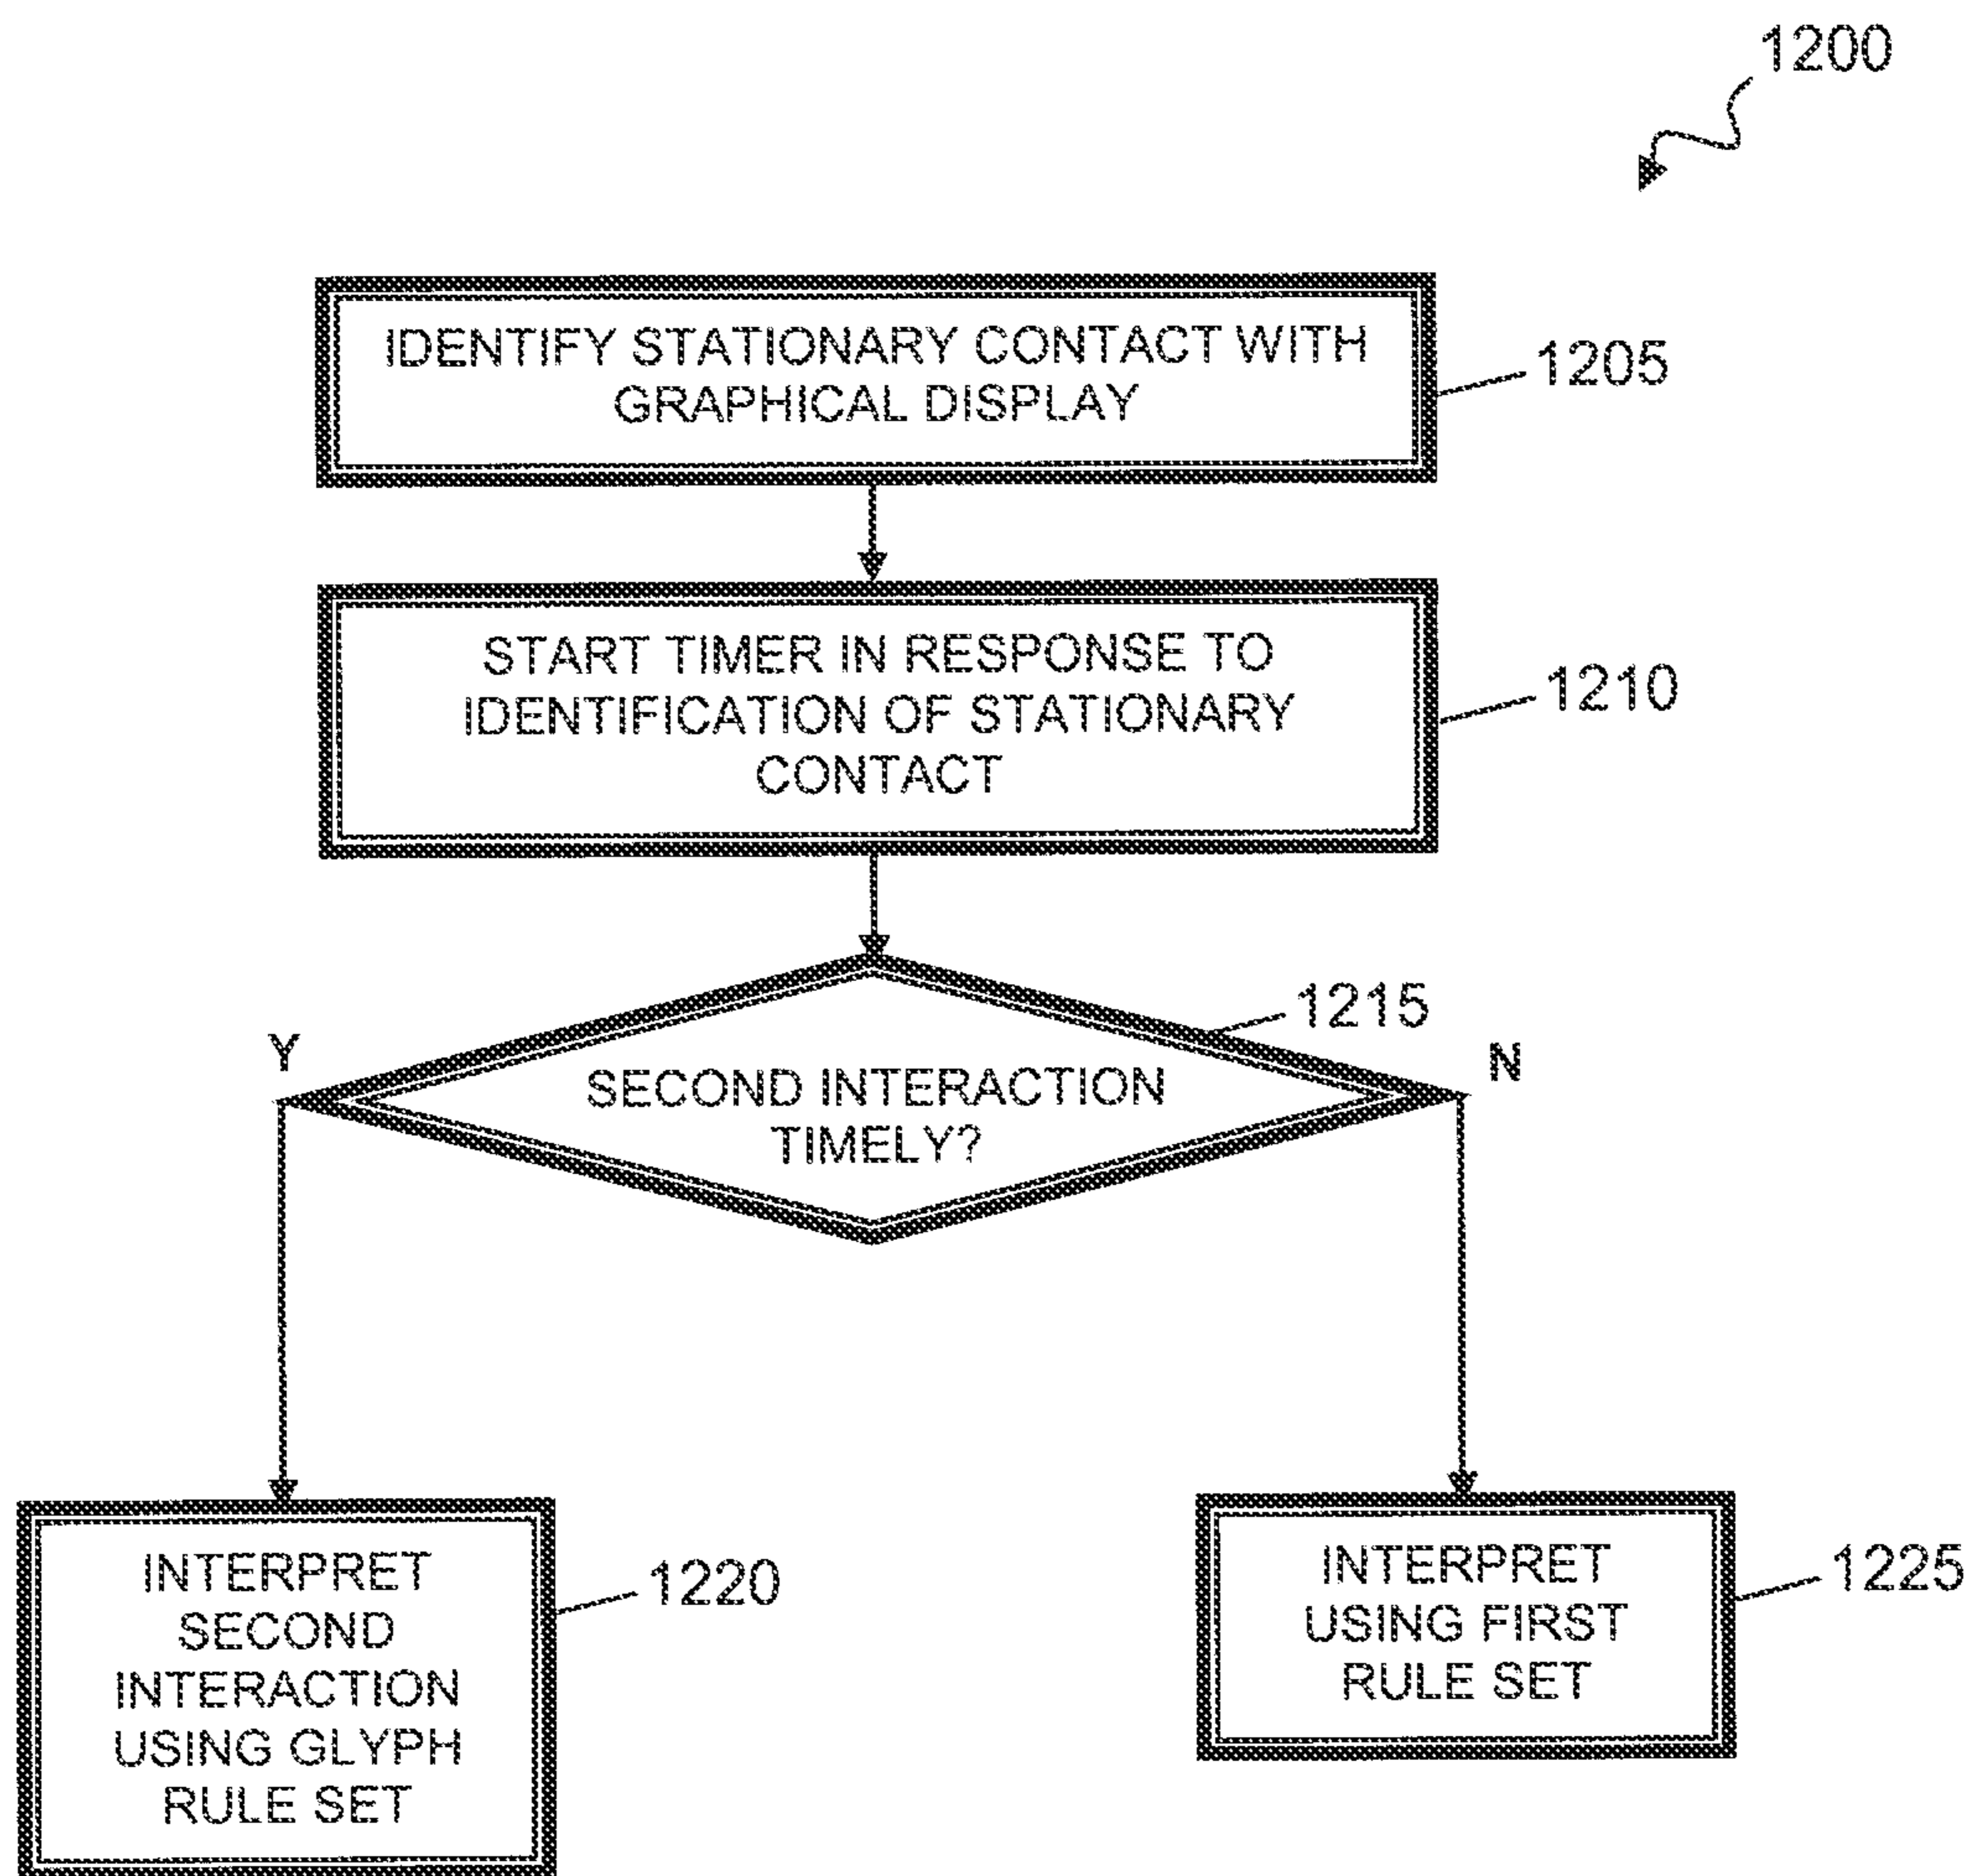 1200
IDENTIFY STATIONARY CONTACT WITH
GRAPHICAL DISPLAY
1205
START TIMER IN RESPONSE TO
IDENTIFICATION OF STATIONARY
CONTACT
1210
1215
Y
N
SECOND INTERACTION
TIMELY?
INTERPRET
SECOND
INTERACTION
USING GLYPH
RULE SET
1220
INTERPRET
USING FIRST
RULE SET
1225